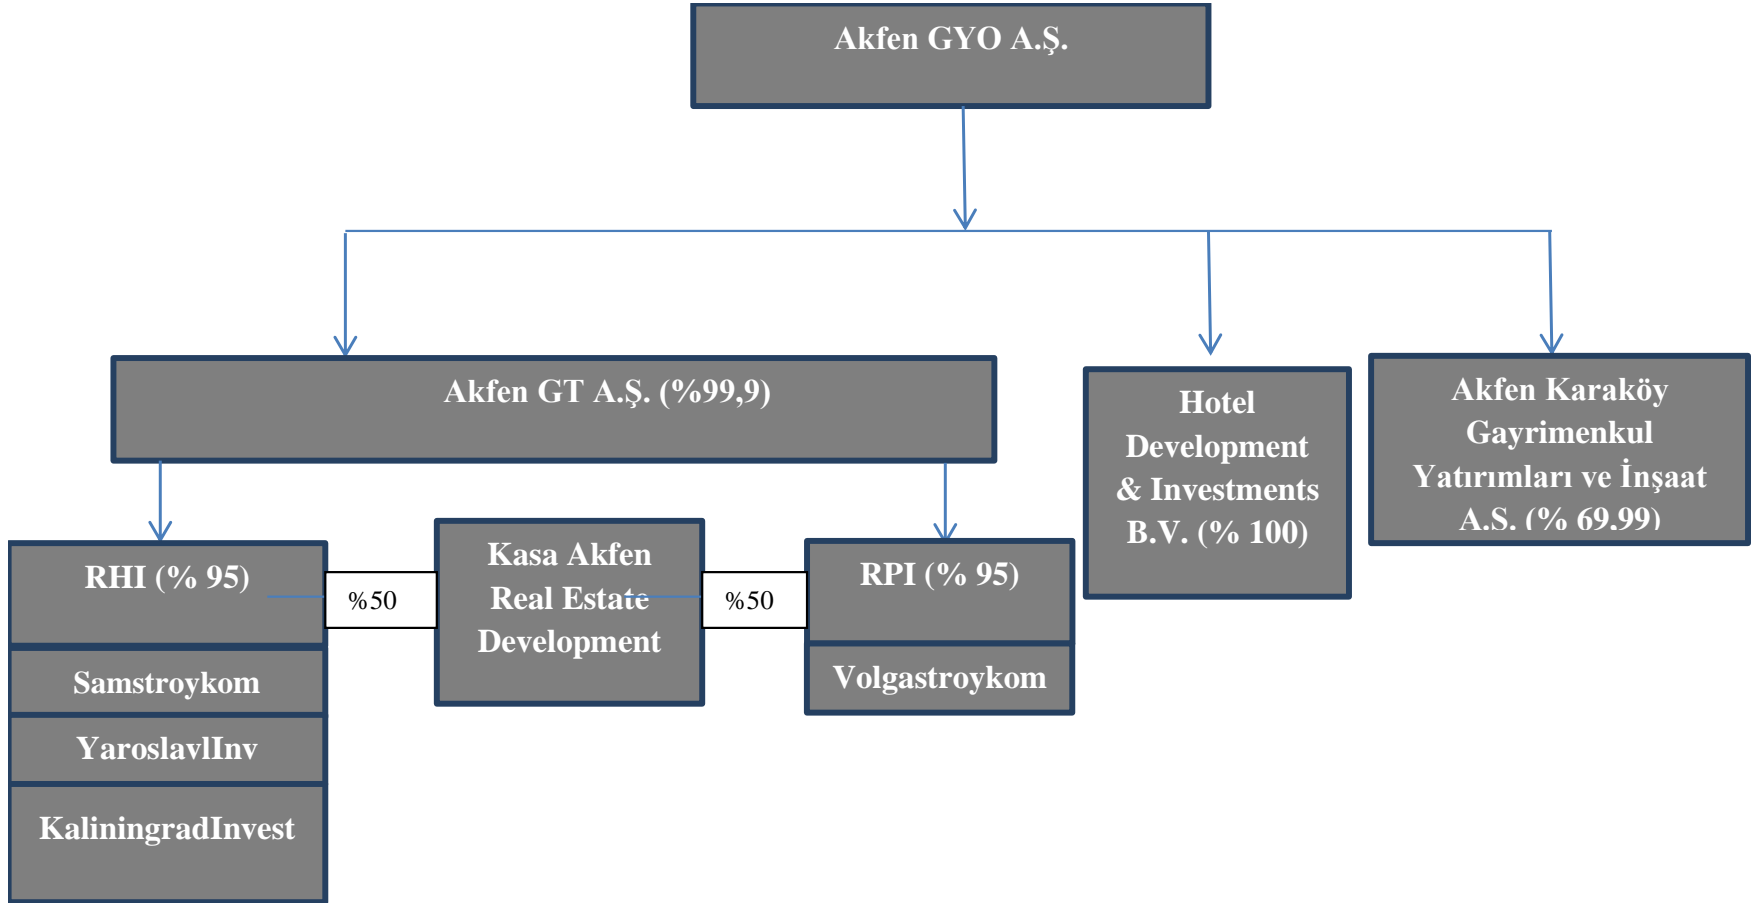 Akfen GYO A.Ş.
Akfen GT A.Ş. (%99,9)
Hotel
Development
& Investments
B.V. (% 100)
Akfen Karaköy
Gayrimenkul
Yatırımları ve İnşaat
A.Ş. (% 69,99)
RHI (% 95)
%50
Kasa Akfen
Real Estate
Development
%50
RPI (% 95)
Samstroykom
Volgastroykom
YaroslavlInv
KaliningradInvest